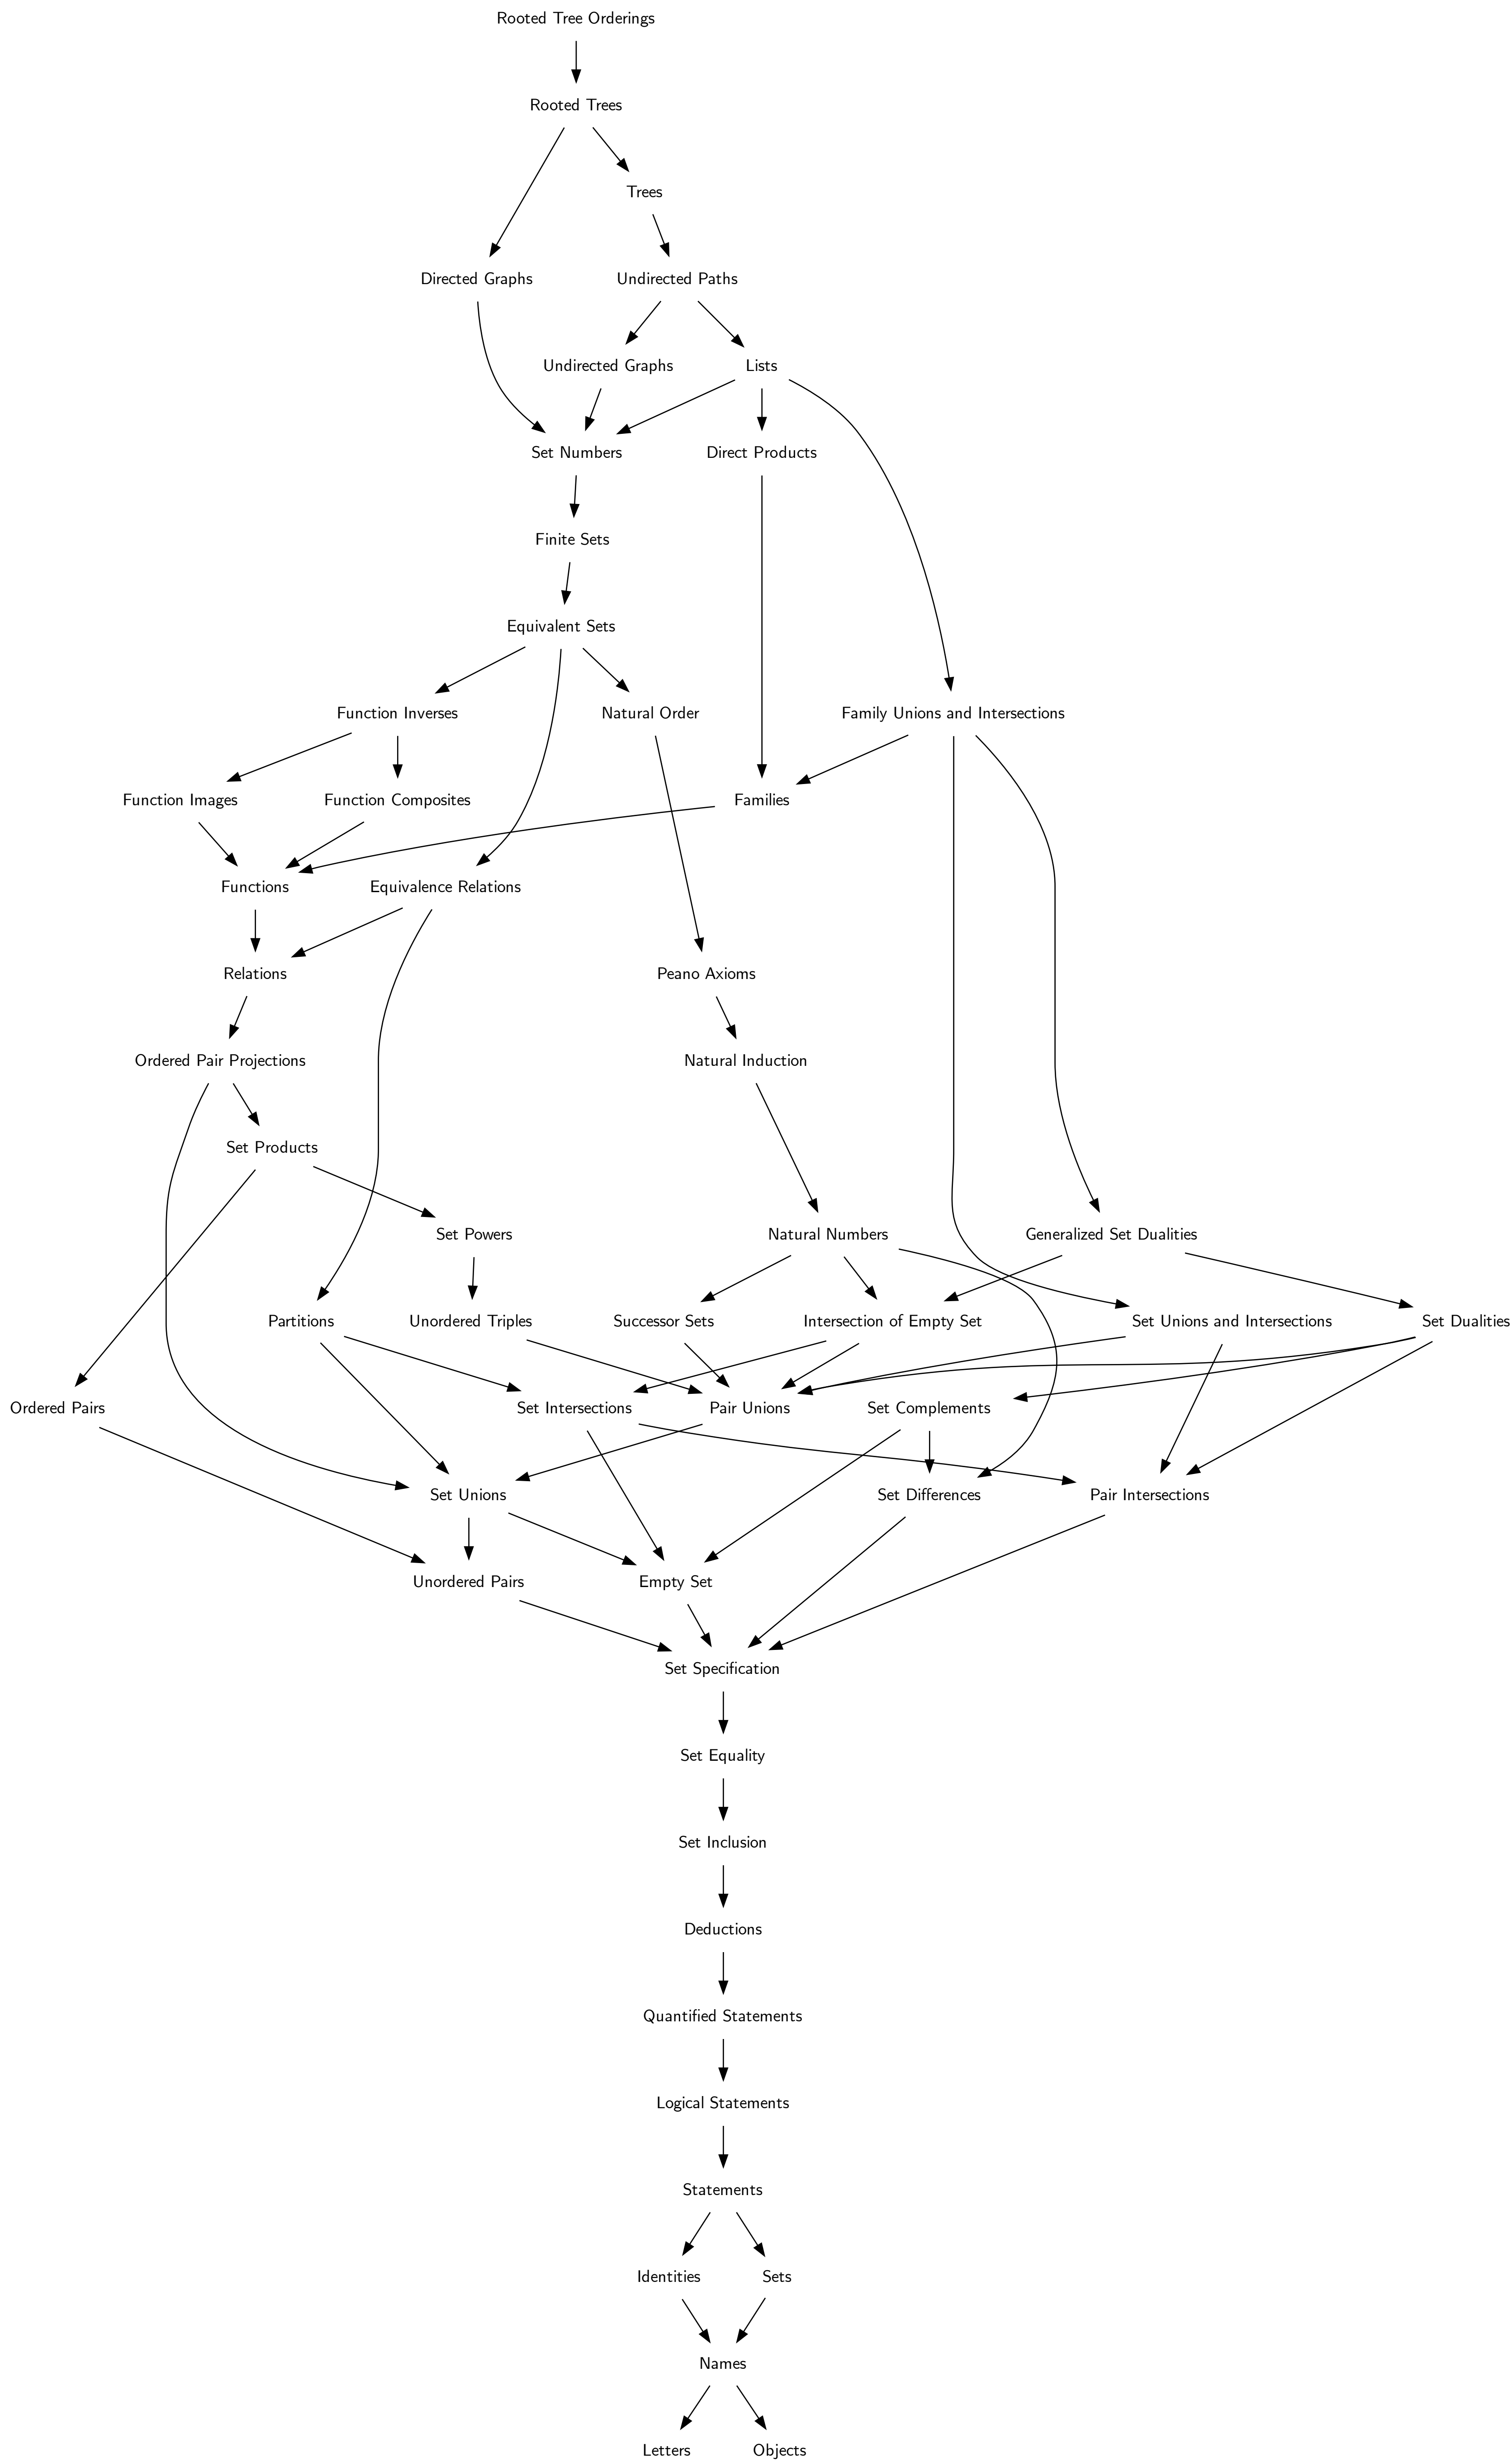 Rooted Tree Orderings
Rooted Trees
Trees
Directed Graphs
Undirected Paths
Undirected Graphs
Lists
Set Numbers
Direct Products
Finite Sets
Equivalent Sets
Function Inverses
Natural Order
Family Unions and Intersections
Function Images
Function Composites
Families
Functions
Equivalence Relations
Relations
Peano Axioms
Ordered Pair Projections
Natural Induction
Set Products
Set Powers
Natural Numbers
Generalized Set Dualities
Partitions
Unordered Triples
Successor Sets
Intersection of Empty Set
Set Unions and Intersections
Set Dualities
Ordered Pairs
Set Intersections
Pair Unions
Set Complements
Set Unions
Set Differences
Pair Intersections
Unordered Pairs
Empty Set
Set Specification
Set Equality
Set Inclusion
Deductions
Quantified Statements
Logical Statements
Statements
Identities
Sets
Names
Letters
Objects